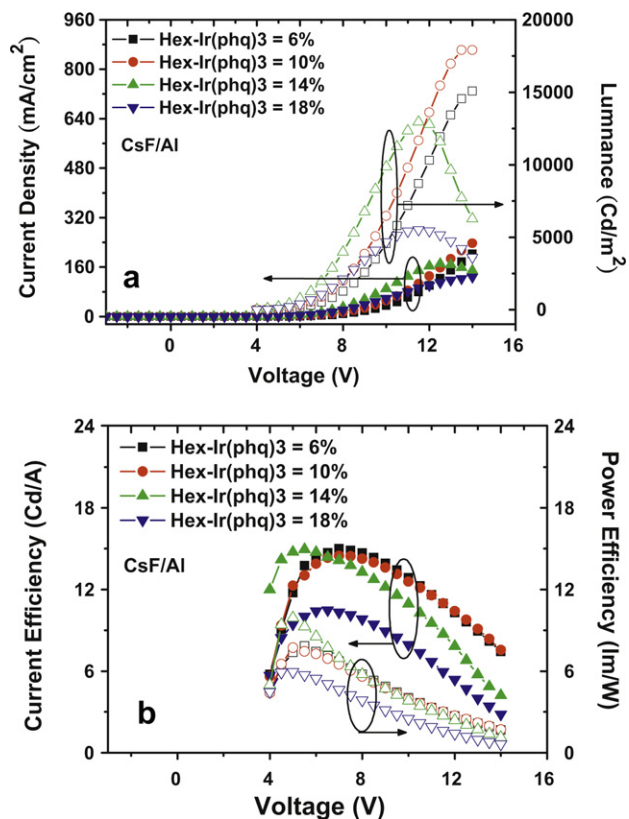 960
800
640
480
320
160
0
Current Density (mA/cm²)
Hex-Ir(phq)3 = 6%
Hex-Ir(phq)3 = 10%
Hex-Ir(phq)3 = 14%
Hex-Ir(phq)3 = 18%
CsF/Al
a
20000
15000
10000
5000
0
Lumnance (Cd/m²)
0 4 8 12 16
Voltage (V)
24
18
12
6
0
Current Efficiency (Cd/A)
Hex-Ir(phq)3 = 6%
Hex-Ir(phq)3 = 10%
Hex-Ir(phq)3 = 14%
Hex-Ir(phq)3 = 18%
CsF/Al
b
24
18
12
6
0
Power Efficiency (lm/W)
0 4 8 12 16
Voltage (V)